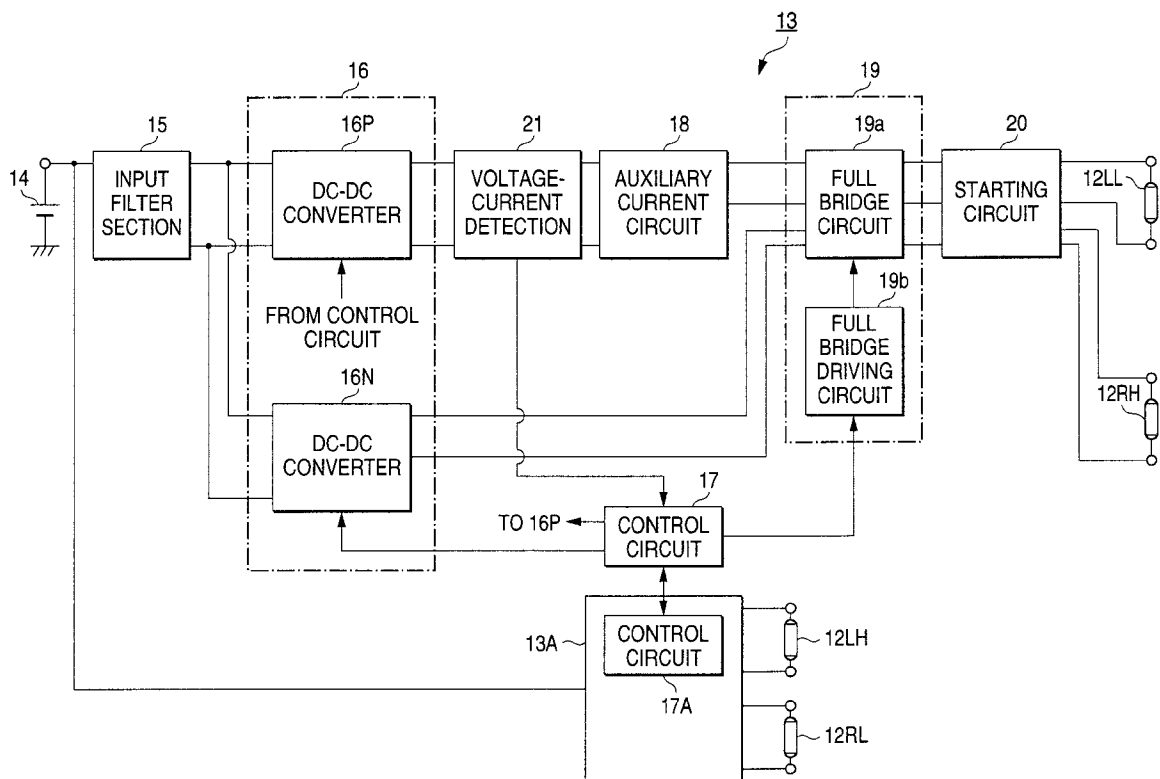 13
16
19
15
16P
21
18
19a
20
14
INPUT
FILTER
SECTION
DC-DC
CONVERTER
VOLTAGE-
CURRENT
DETECTION
AUXILIARY
CURRENT
CIRCUIT
FULL
BRIDGE
CIRCUIT
STARTING
CIRCUIT
12LL
FROM CONTROL
CIRCUIT
19b
FULL
BRIDGE
DRIVING
CIRCUIT
16N
DC-DC
CONVERTER
12RH
17
TO 16P
CONTROL
CIRCUIT
13A
CONTROL
CIRCUIT
17A
12LH
12RL